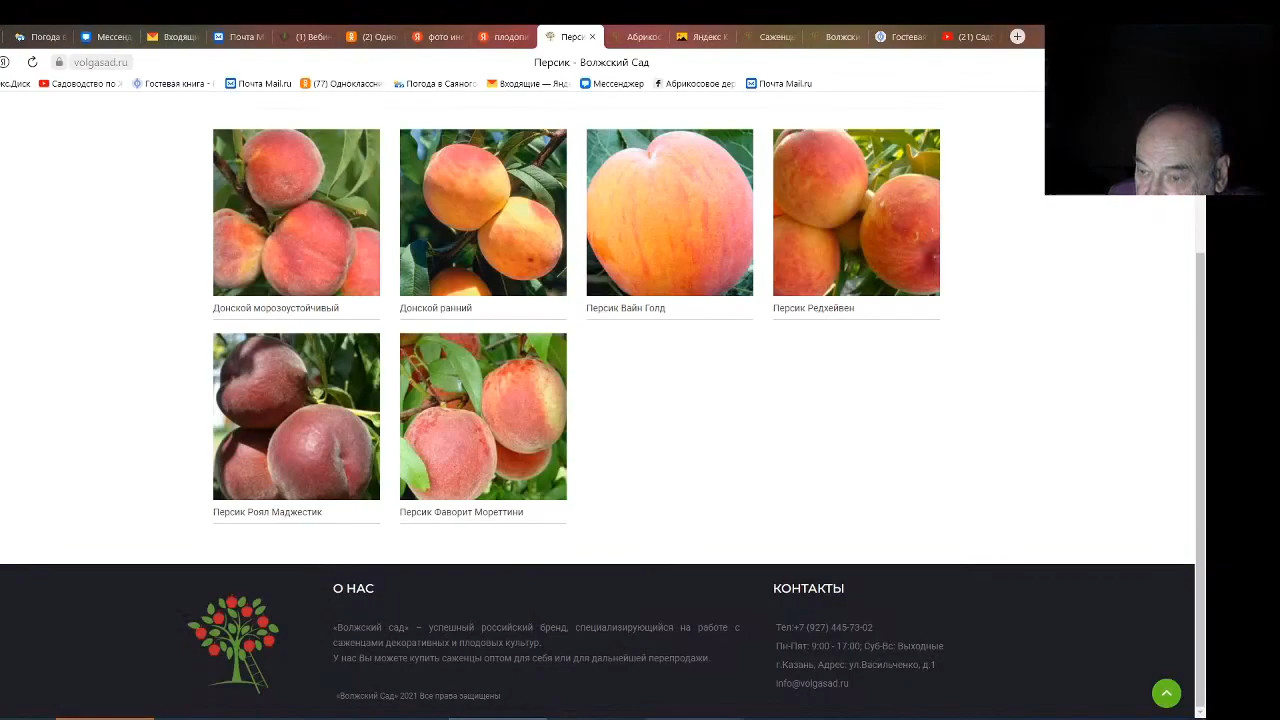 Погода в
Мессенд
Входящи
Почта М
(1) Вебин
(2) Одно
фото ин
плодопи
Перси
Абрикос
Яндекс К
Саженц
Волжски
Гостевая
(21) Сад
volgasad.ru
Персик - Волжский Сад
кс.Диск
Садоводство по
Гостевая книга -
Почта Mail.ru
(77) Одноклассни
Погода в Саяного
Входящие — Янд
Мессенджер
Абрикосовое дер
Почта Mail.ru
Донской морозоустойчивый
Донской ранний
Персик Вайн Голд
Персик Редхейвен
Персик Роял Маджестик
Персик Фаворит Мореттини
О НАС
«Волжский сад» – успешный российский бренд, специализирующийся на работе с
саженцами декоративных и плодовых культур.
У нас Вы можете купить саженцы оптом для себя или для дальнейшей перепродажи.
«Волжский Сад» 2021 Все права защищены
КОНТАКТЫ
Тел:+7 (927) 445-73-02
Пн-Пят: 9:00 - 17:00; Суб-Вс: Выходные
г.Казань, Адрес: ул.Васильченко, д.1
info@volgasad.ru